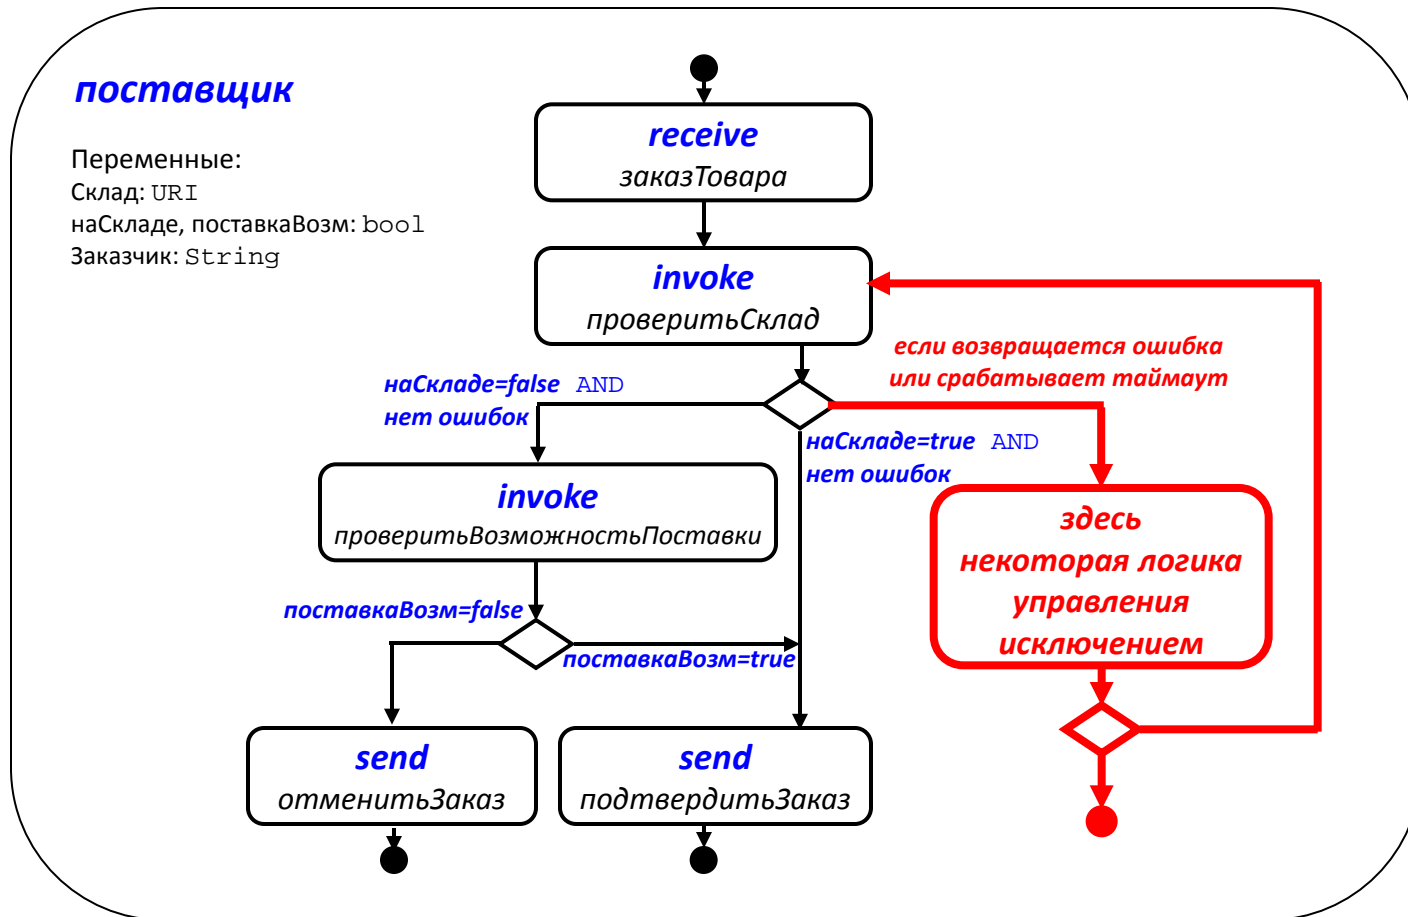 поставщик
Переменные:
Склад: URI
наСкладе, поставкаВозм: bool
Заказчик: String
receive
заказТовара
invoke
проверитьСклад
если возвращается ошибка
или срабатывает таймаут
наСкладе=false AND
нет ошибок
наСкладе=true AND
нет ошибок
invoke
проверитьВозможностьПоставки
здесь
некоторая логика
управления
исключением
поставкаВозм=false
поставкаВозм=true
send
отменитьЗаказ
send
подтвердитьЗаказ